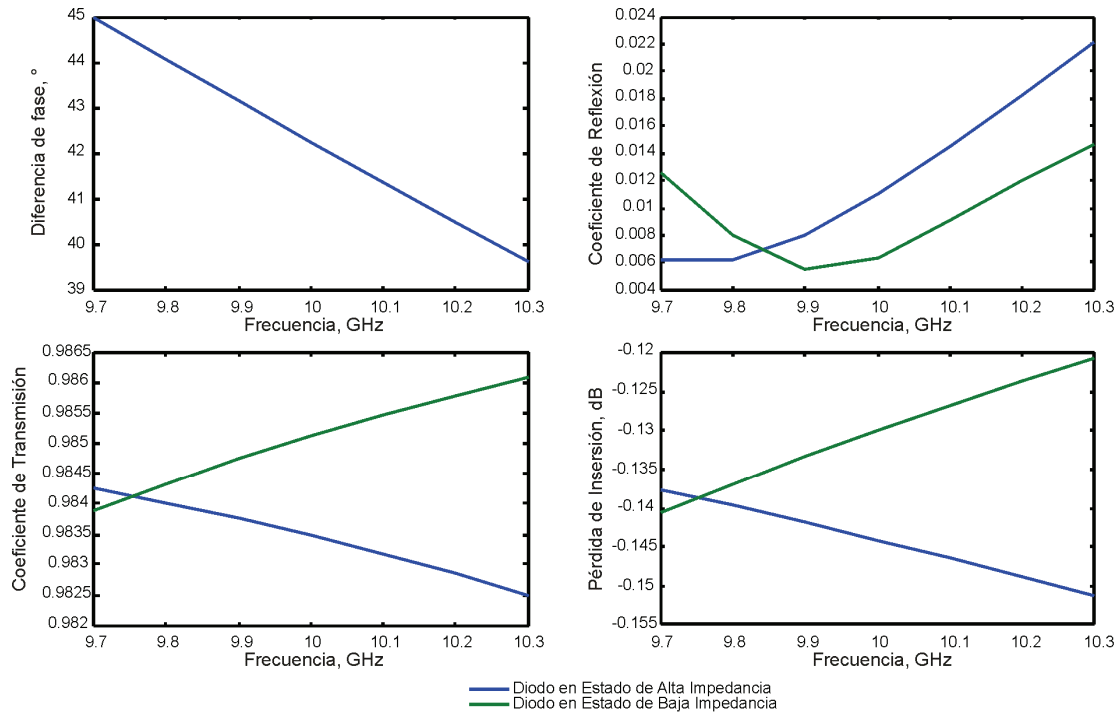 Diferencia de fase, °
45
44
43
42
41
40
39
9.7 9.8 9.9 10 10.1 10.2 10.3
Frecuencia, GHz
Coeficiente de Reflexión
0.024
0.022
0.02
0.018
0.016
0.014
0.012
0.01
0.008
0.006
0.004
9.7 9.8 9.9 10 10.1 10.2 10.3
Frecuencia, GHz
Coeficiente de Transmisión
0.9865
0.986
0.9855
0.985
0.9845
0.984
0.9835
0.983
0.9825
0.982
9.7 9.8 9.9 10 10.1 10.2 10.3
Frecuencia, GHz
Pérdida de Insersión, dB
-0.12
-0.125
-0.13
-0.135
-0.14
-0.145
-0.15
-0.155
9.7 9.8 9.9 10 10.1 10.2 10.3
Frecuencia, GHz
Diodo en Estado de Alta Impedancia
Diodo en Estado de Baja Impedancia